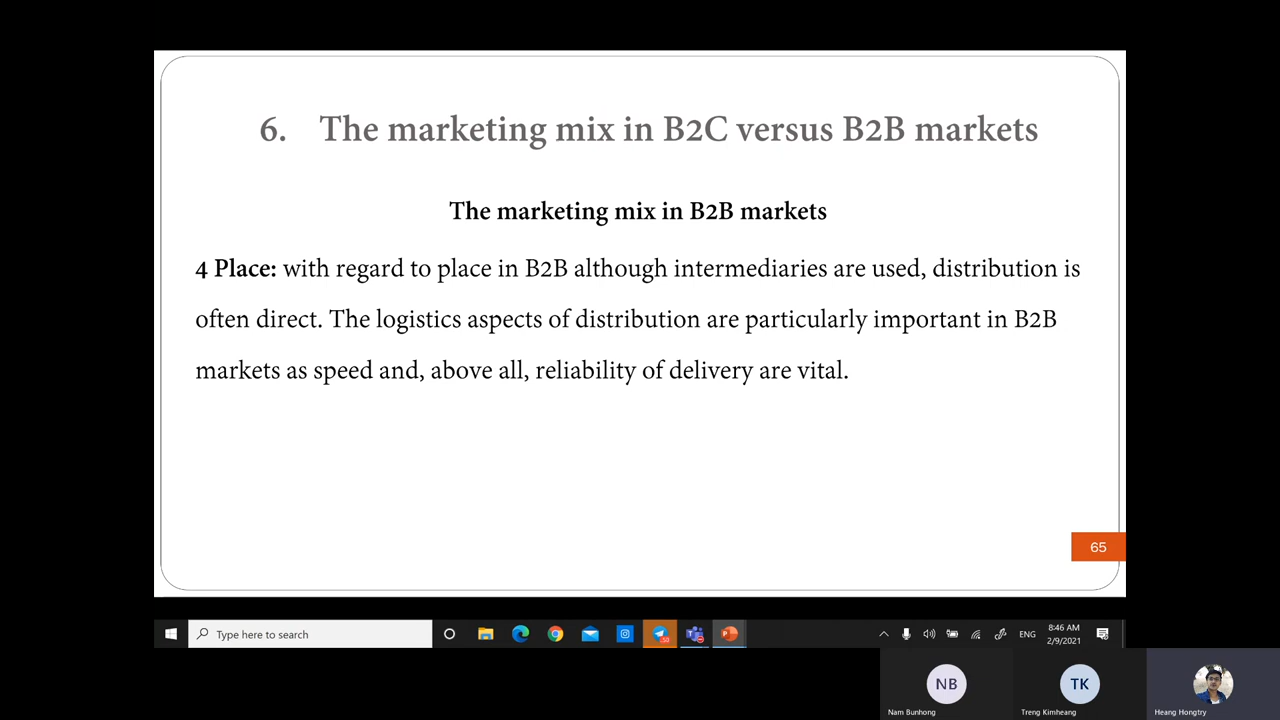 6. The marketing mix in B2C versus B2B markets
The marketing mix in B2B markets
4 Place: with regard to place in B2B although intermediaries are used, distribution is
often direct. The logistics aspects of distribution are particularly important in B2B
markets as speed and, above all, reliability of delivery are vital.
65
Type here to search
ENG
8:46 AM
2/9/2021
NB
TK
Nam Bunhong
Treng Kimheang
Heang Hongtry